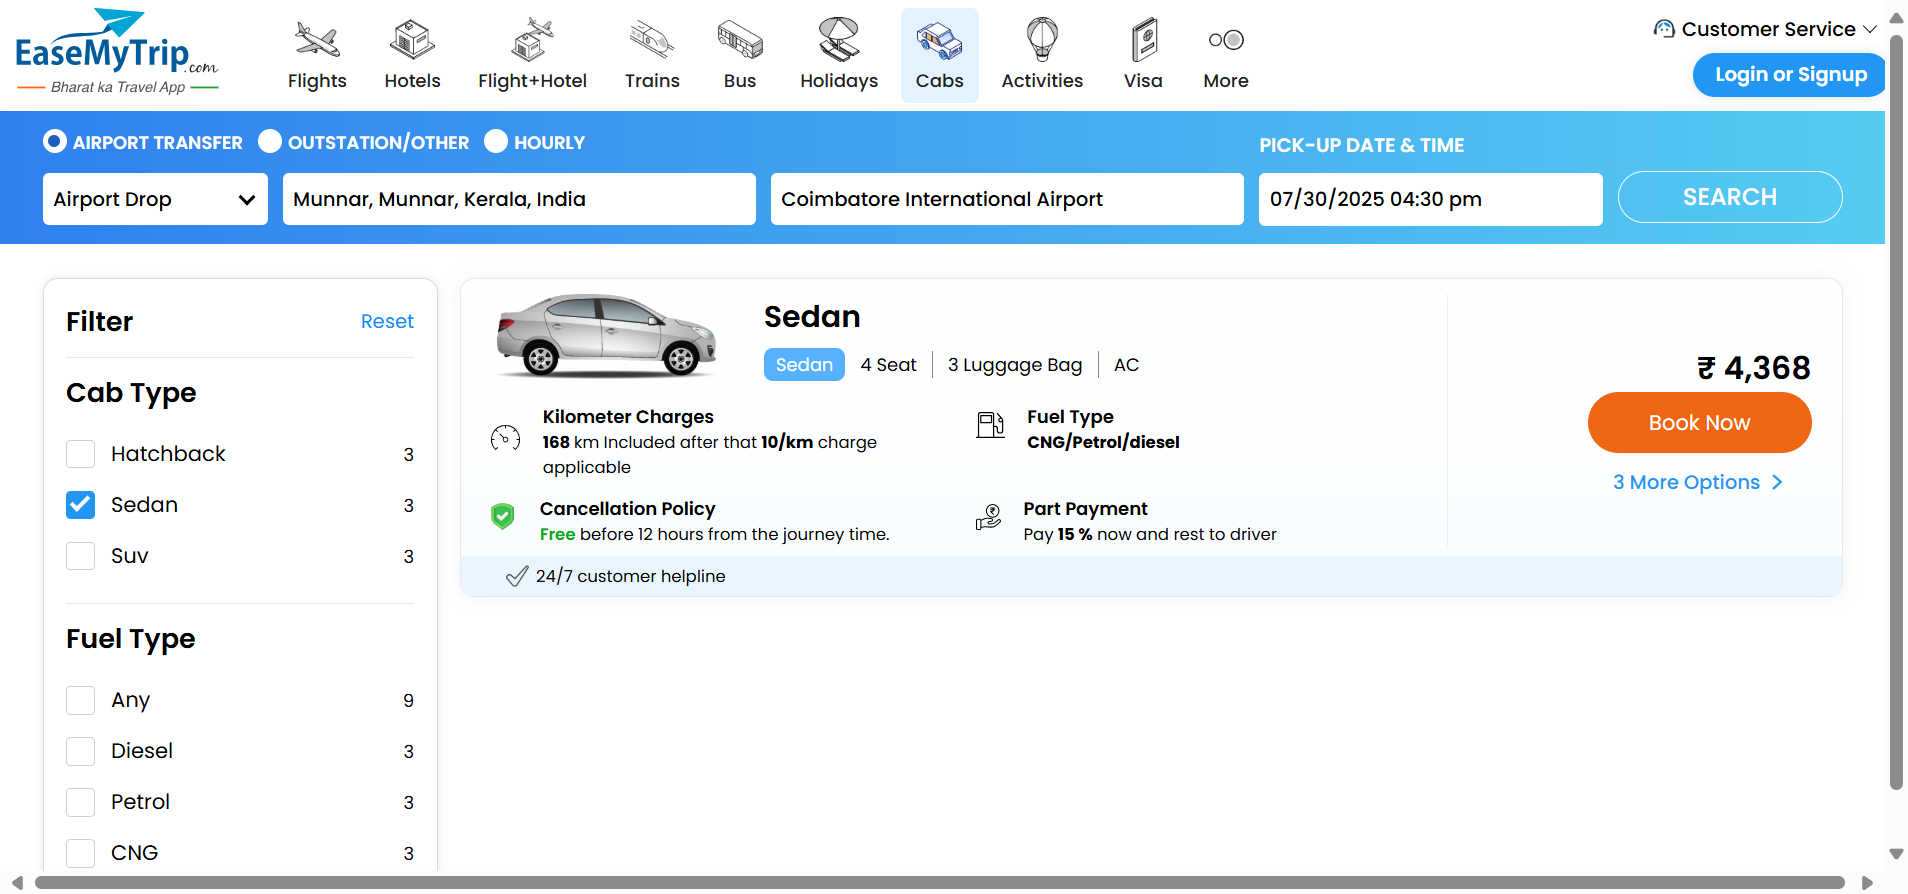 EaseMyTrip.com
Bharat ka Travel App
Flights
Hotels
Flight+Hotel
Trains
Bus
Holidays
Cabs
Activities
Visa
More
Customer Service
Login or Signup
AIRPORT TRANSFER
OUTSTATION/OTHER
HOURLY
PICK-UP DATE & TIME
Airport Drop
Munnar, Munnar, Kerala, India
Coimbatore International Airport
07/30/2025 04:30 pm
SEARCH
Filter
Reset
Cab Type
Hatchback 3
Sedan 3
Suv 3
Fuel Type
Any 9
Diesel 3
Petrol 3
CNG 3
Sedan
Sedan 4 Seat 3 Luggage Bag AC
Kilometer Charges
168 km Included after that 10/km charge
applicable
Fuel Type
CNG/Petrol/diesel
Cancellation Policy
Free before 12 hours from the journey time.
Part Payment
Pay 15 % now and rest to driver
₹ 4,368
Book Now
3 More Options
24/7 customer helpline